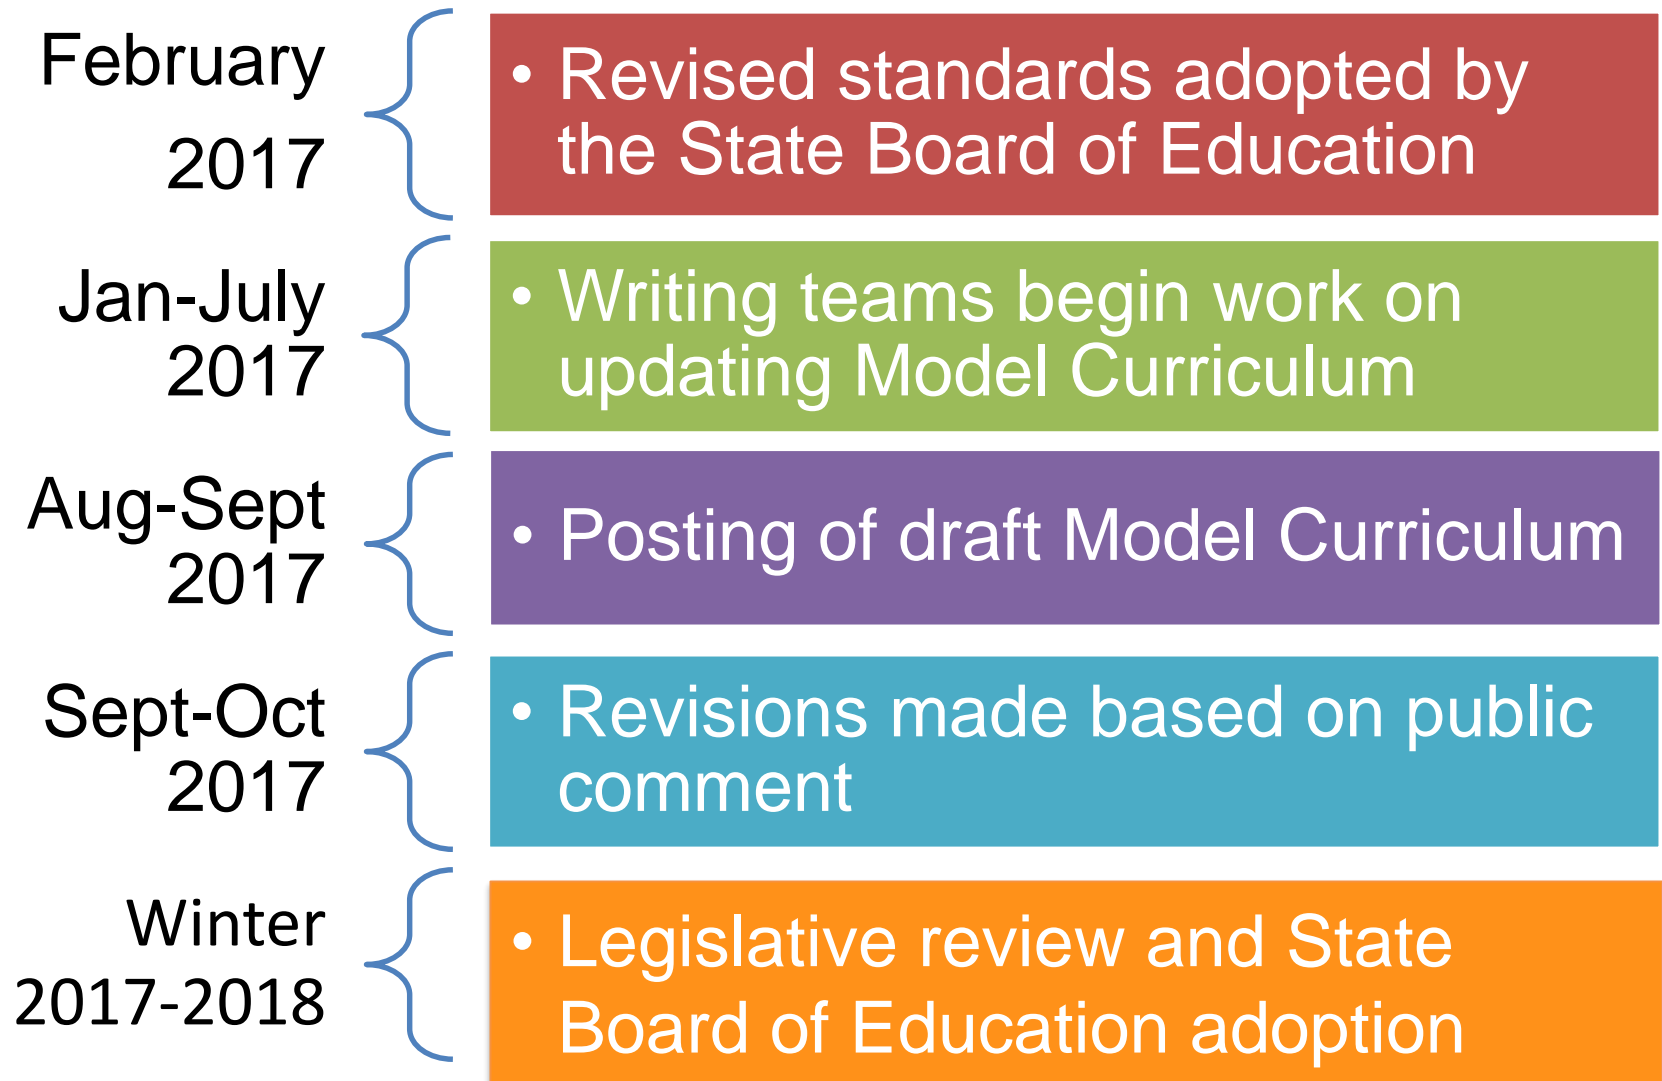 February
2017
• Revised standards adopted by
the State Board of Education
Jan-July
2017
• Writing teams begin work on
updating Model Curriculum
Aug-Sept
2017
• Posting of draft Model Curriculum
Sept-Oct
2017
• Revisions made based on public
comment
Winter
2017-2018
• Legislative review and State
Board of Education adoption